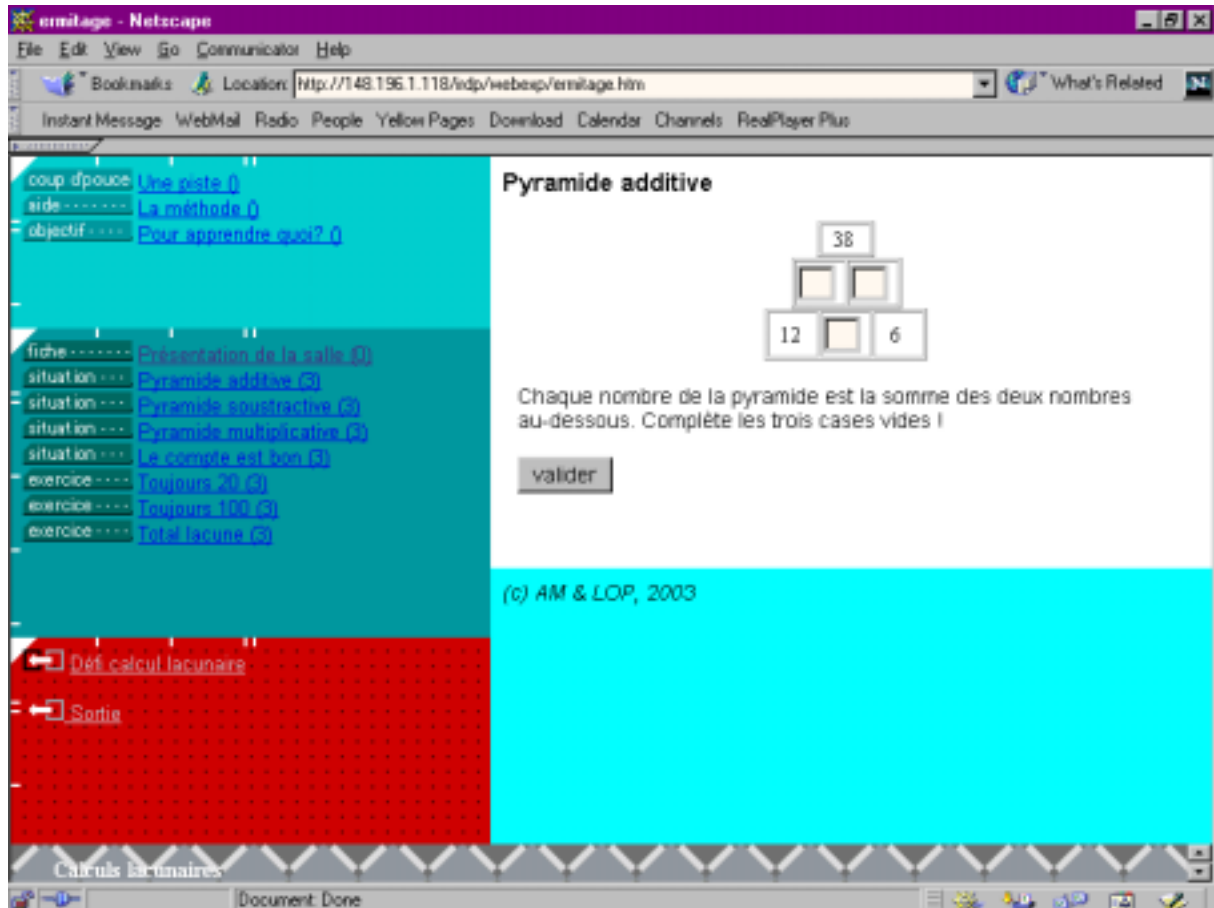 ermitage - Netscape
File Edit View Go Communicator Help
Bookmarks Location: http://148.196.1.118/irdp/webexp/ermitage.htm What's Related
Instant Message WebMail Radio People Yellow Pages Download Calendar Channels RealPlayer Plus
coup d'pouce Une piste ()
aide La méthode ()
objectif Pour apprendre quoi? ()
fiche Présentation de la salle (0)
situation Pyramide additive (3)
situation Pyramide soustractive (3)
situation Pyramide multiplicative (3)
situation Le compte est bon (3)
exercice Toujours 20 (3)
exercice Toujours 100 (3)
exercice Total lacune (3)
Défi calcul lacunaire
Sortie
Pyramide additive
38
12 6
Chaque nombre de la pyramide est la somme des deux nombres
au-dessous. Complète les trois cases vides !
valider
(c) AM & LOP, 2003
Calculs lacunaires
Document: Done